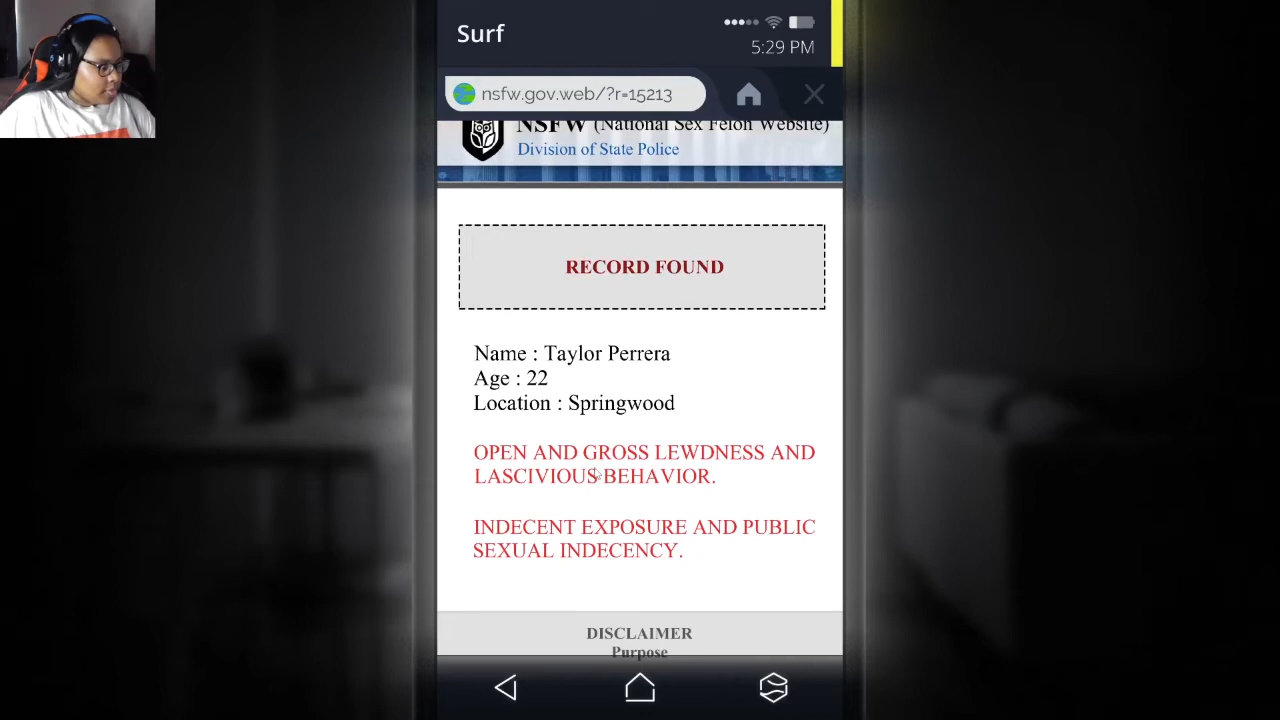 Surf
5:29 PM
nsfw.gov.web/?r=15213
NSFW (National Sex Felon Website)
Division of State Police
RECORD FOUND
Name : Taylor Perrera
Age : 22
Location : Springwood
OPEN AND GROSS LEWDNESS AND
LASCIVIOUS BEHAVIOR.
INDECENT EXPOSURE AND PUBLIC
SEXUAL INDECENCY.
DISCLAIMER
Purpose